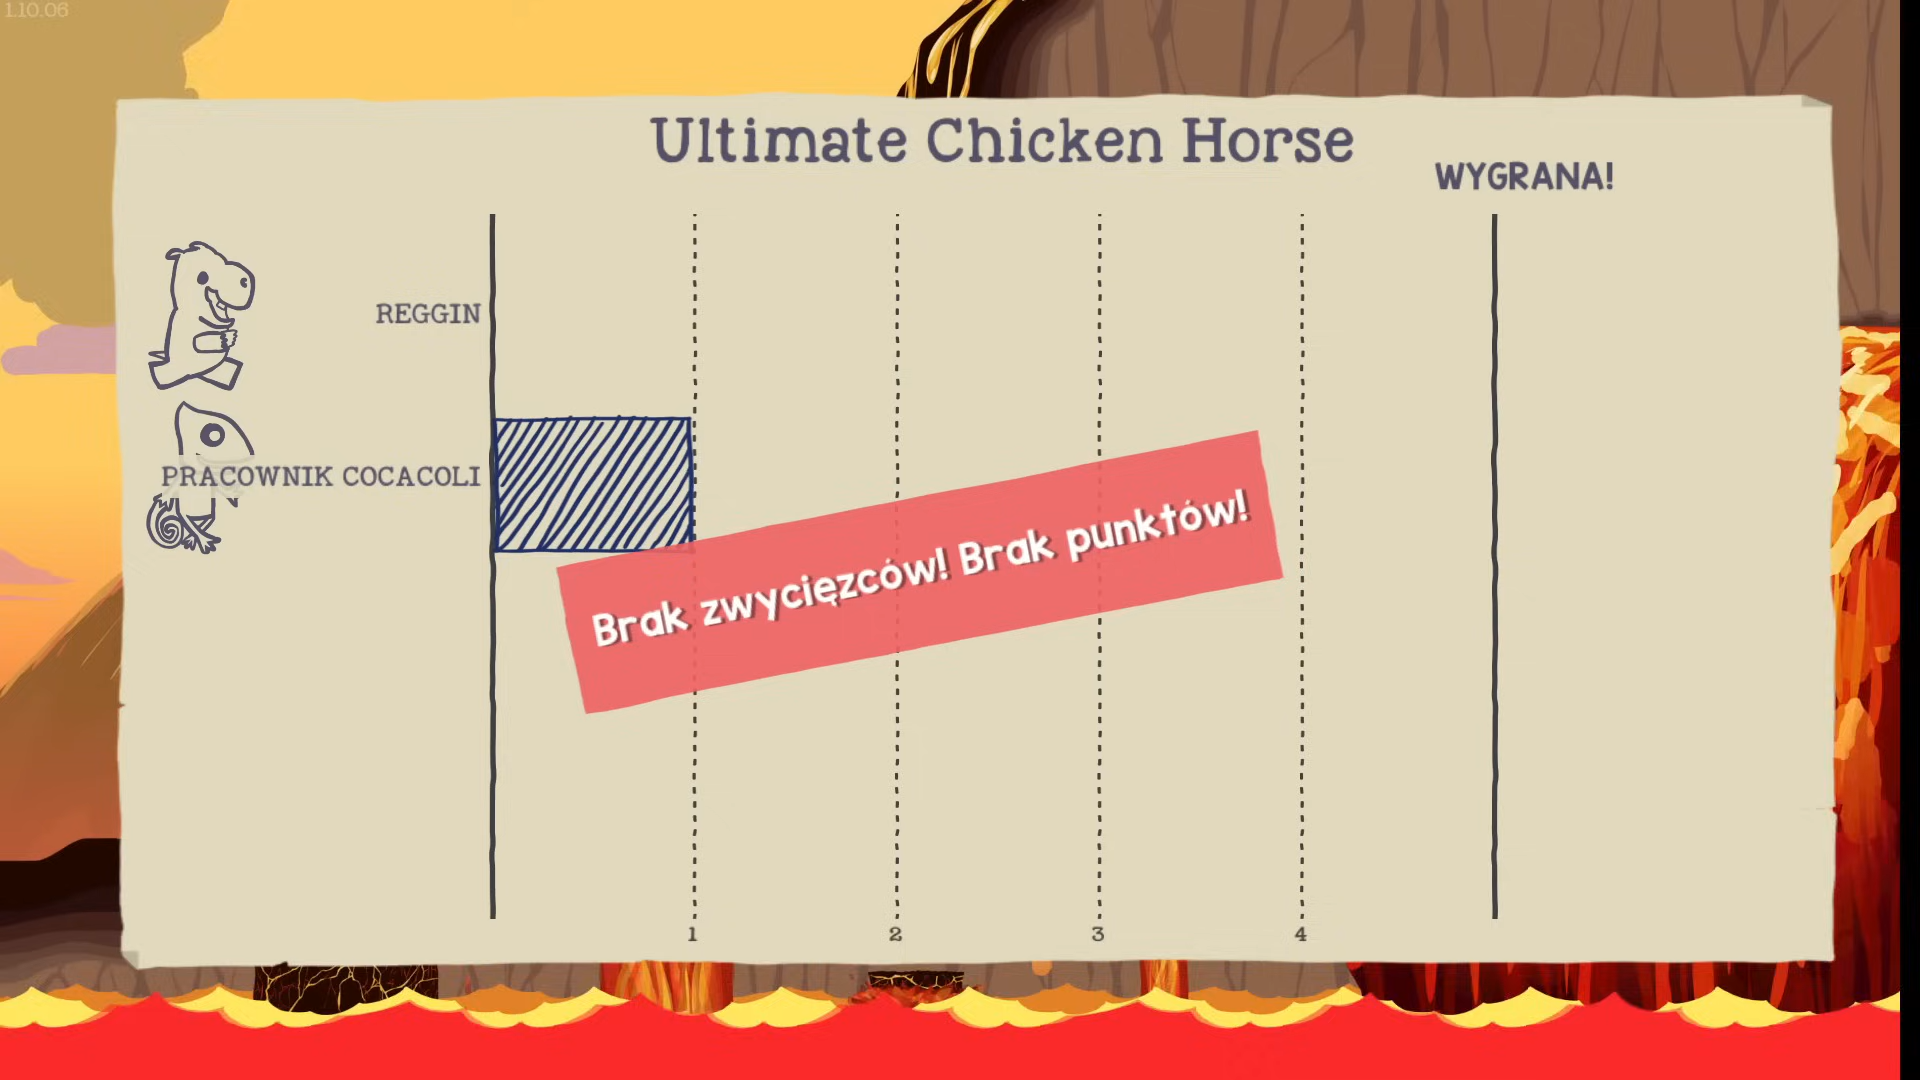 1.10.06
Ultimate Chicken Horse
WYGRANA!
REGGIN
PRACOWNIK COCACOLI
Brak zwycięzców! Brak punktów!
1 2 3 4